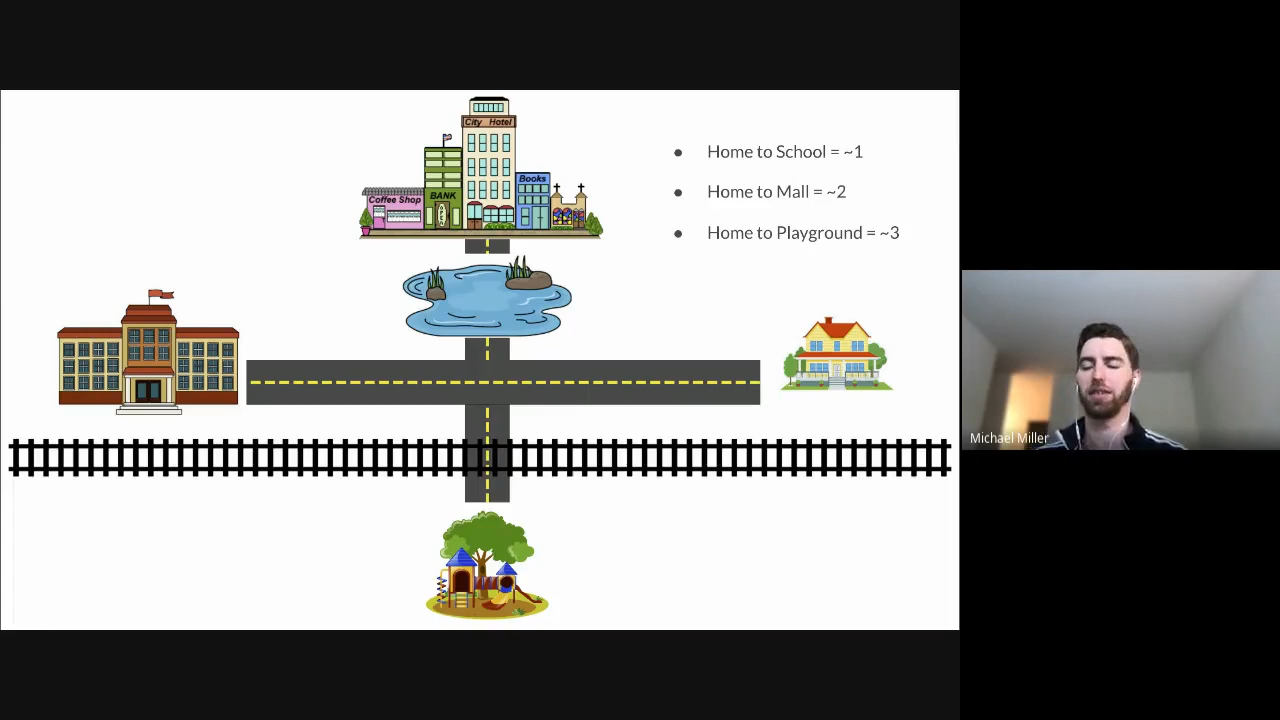 City Hotel
Books
BANK
Coffee Shop
OPEN
• Home to School = ~1
• Home to Mall = ~2
• Home to Playground = ~3
Michael Miller